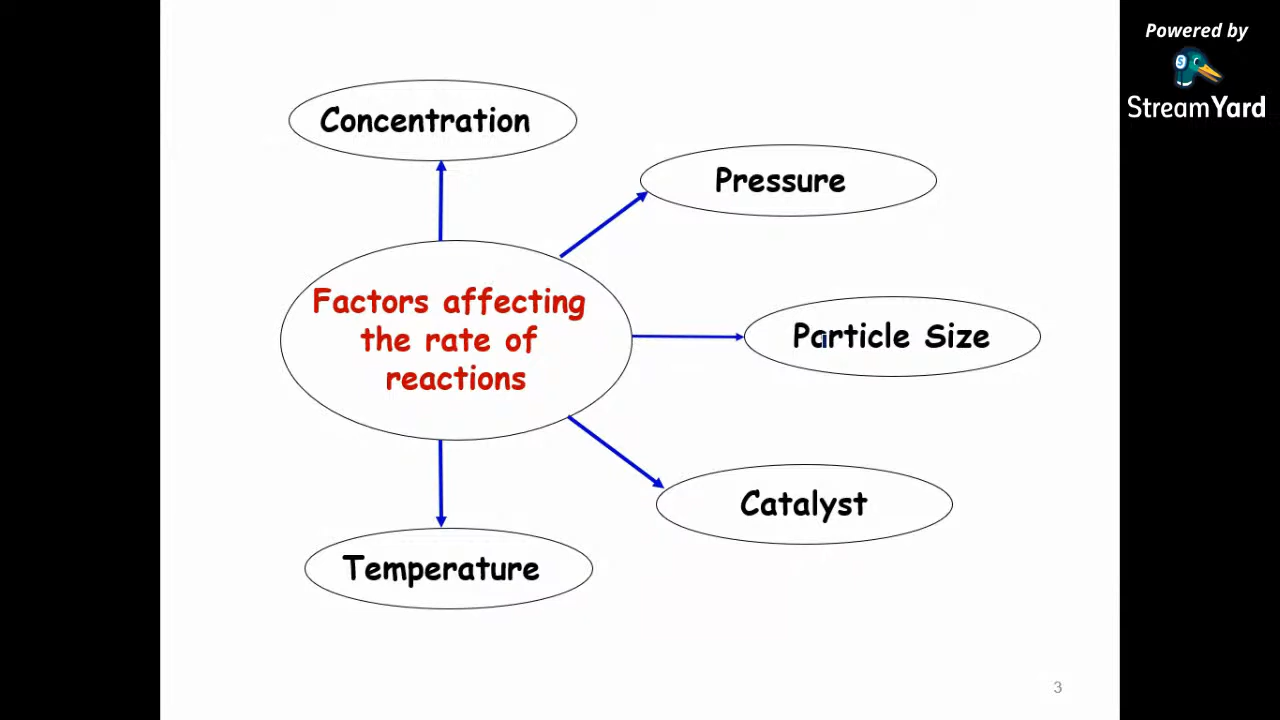 Powered by
StreamYard
Concentration
Pressure
Factors affecting
the rate of
reactions
Particle Size
Catalyst
Temperature
3